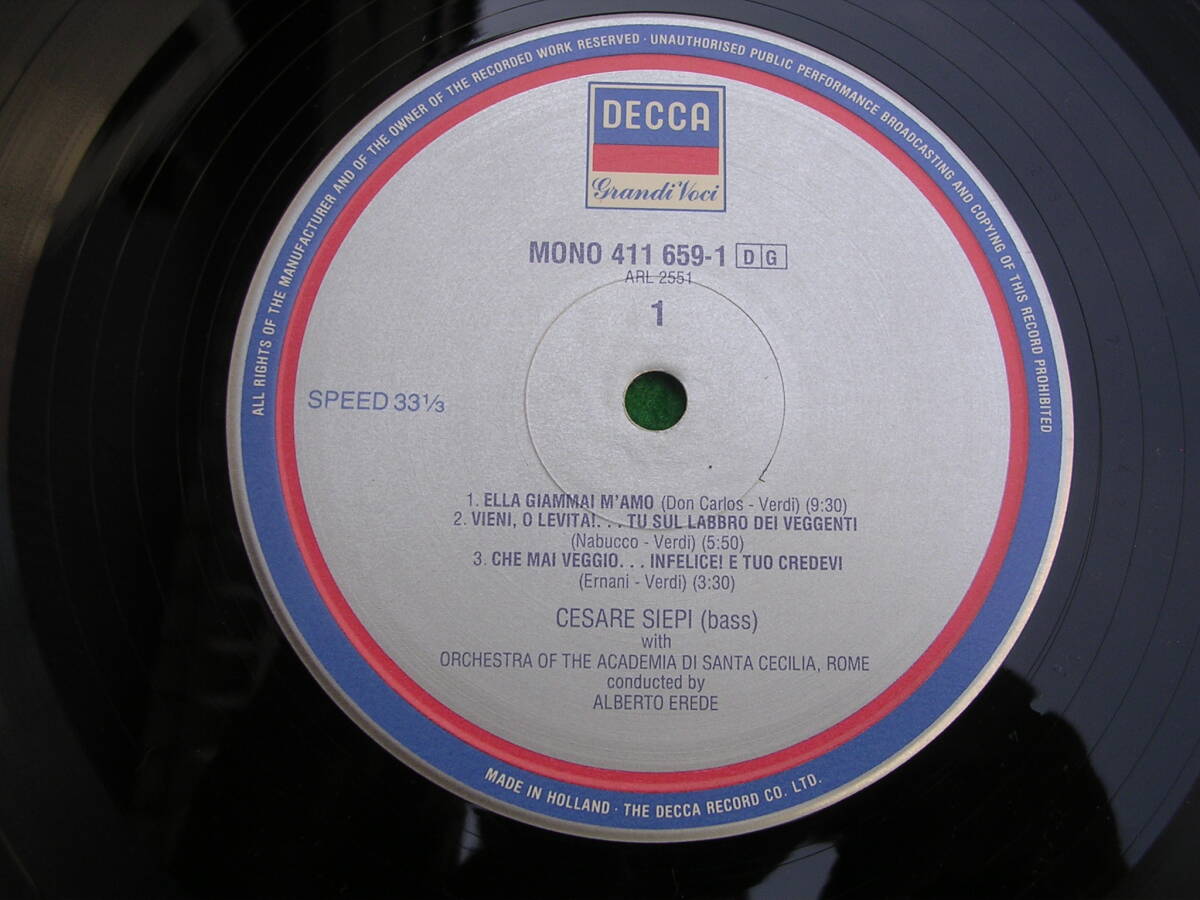 ALL RIGHTS OF THE MANUFACTURER AND OF THE OWNER OF THE RECORDED WORK RESERVED · UNAUTHORISED PUBLIC PERFORMANCE BROADCASTING AND COPYING OF THIS RECORD PROHIBITED
DECCA
Grandi Voci
MONO 411 659-1 D G
ARL 2551
1
SPEED 33⅓
1. ELLA GIAMMAI M'AMO (Don Carlos - Verdi) (9:30)
2. VIENI, O LEVITA!. . . TU SUL LABBRO DEI VEGGENTI
(Nabucco - Verdi) (5:50)
3. CHE MAI VEGGIO. . . INFELICE! E TUO CREDEVI
(Ernani - Verdi) (3:30)
CESARE SIEPI (bass)
with
ORCHESTRA OF THE ACADEMIA DI SANTA CECILIA, ROME
conducted by
ALBERTO EREDE
MADE IN HOLLAND · THE DECCA RECORD CO. LTD.